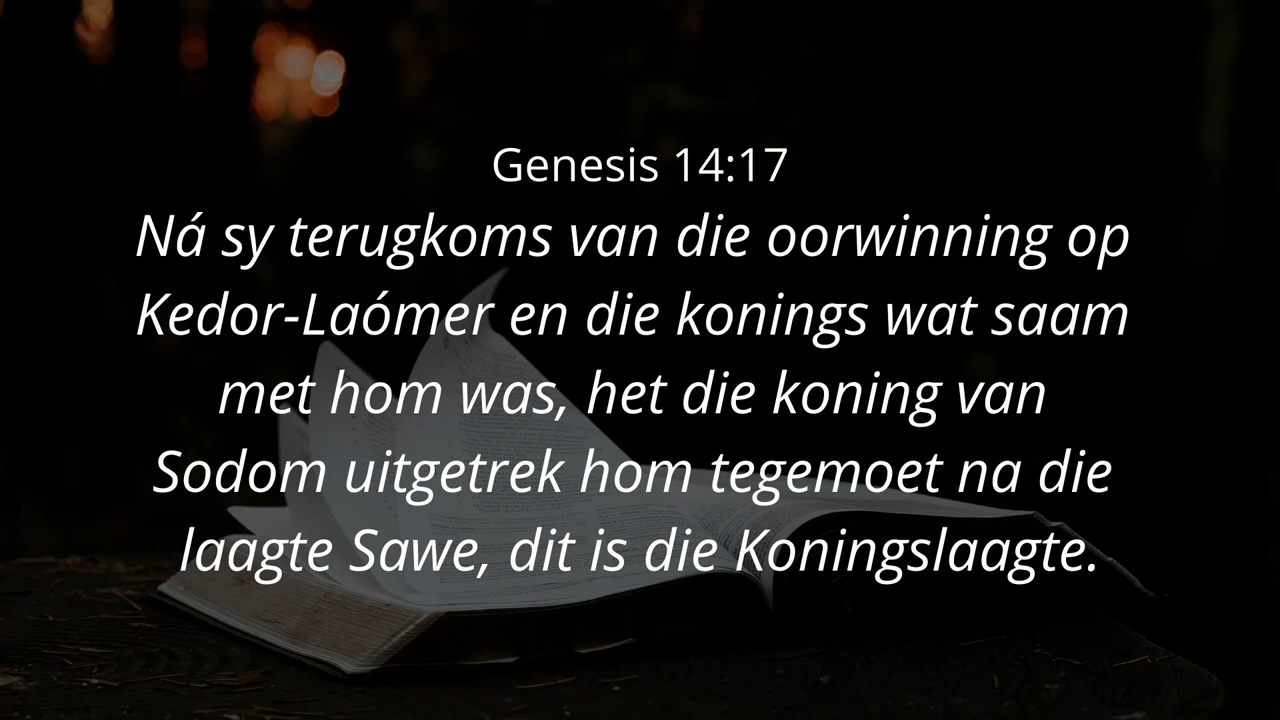 Genesis 14:17
Ná sy terugkoms van die oorwinning op
Kedor-Laómer en die konings wat saam
met hom was, het die koning van
Sodom uitgetrek hom tegemoet na die
laagte Sawe, dit is die Koningslaagte.